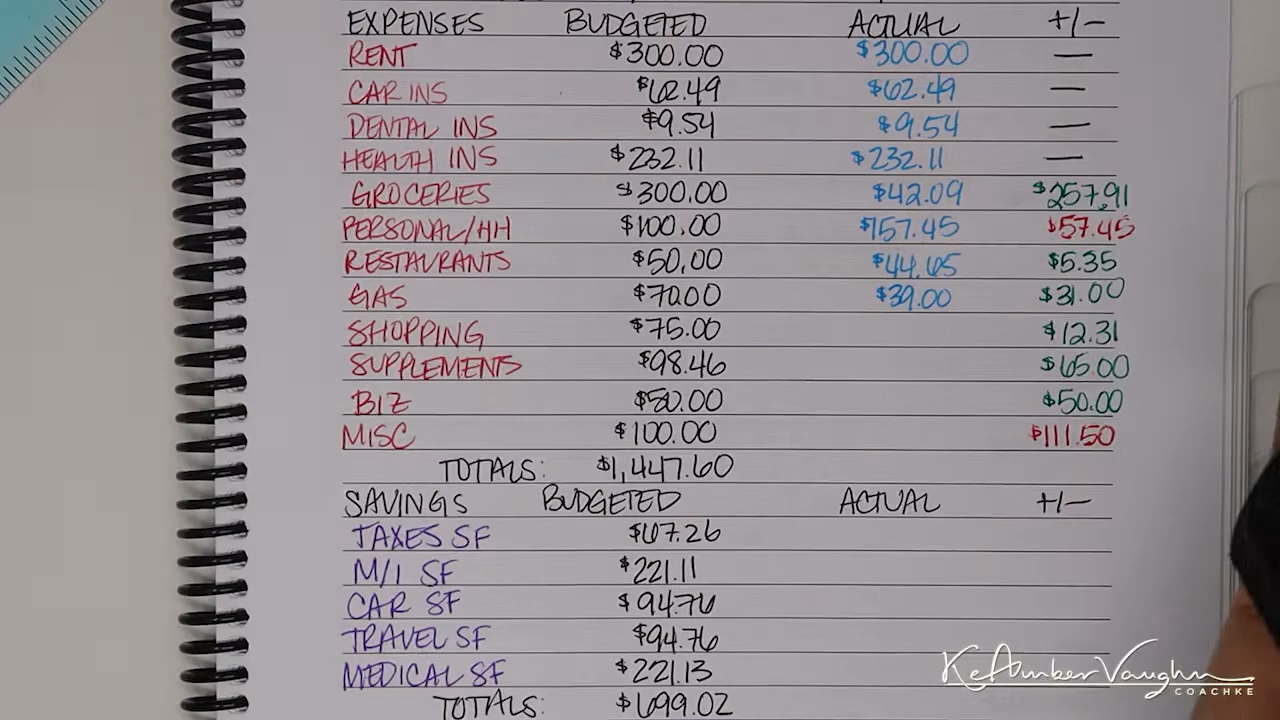 EXPENSES BUDGETED ACTUAL +/−
RENT $300.00 $300.00 —
CAR INS $62.49 $62.49 —
DENTAL INS $9.54 $9.54 —
HEALTH INS $232.11 $232.11 —
GROCERIES $300.00 $42.09 $257.91
PERSONAL/HH $100.00 $157.45 $57.45
RESTAURANTS $50.00 $44.65 $5.35
GAS $70.00 $39.00 $31.00
SHOPPING $75.00 $12.31
SUPPLEMENTS $98.46 $65.00
BIZ $50.00 $50.00
MISC $100.00 $111.50
TOTALS: $1,447.60
SAVINGS BUDGETED ACTUAL +/−
TAXES SF $67.26
M/I SF $221.11
CAR SF $94.76
TRAVEL SF $94.76
MEDICAL SF $221.13
TOTALS: $699.02
KeAmber Vaughn
COACHKE